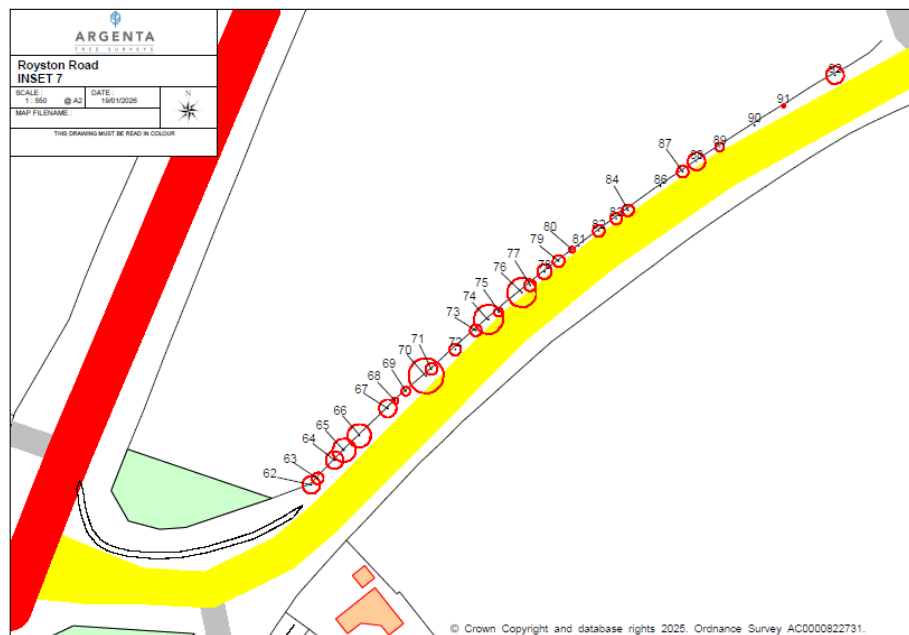 ARGENTA
TREE SURVEYS
Royston Road
INSET 7
SCALE :
1 : 550 @ A2
DATE :
19/01/2026
N
MAP FILENAME :
THIS DRAWING MUST BE READ IN COLOUR
92
91
90
89
88
87
86
84
83
82
81
80
79
78
77
76
75
74
73
72
71
70
69
68
67
66
65
64
63
62
© Crown Copyright and database rights 2025. Ordnance Survey AC0000822731.